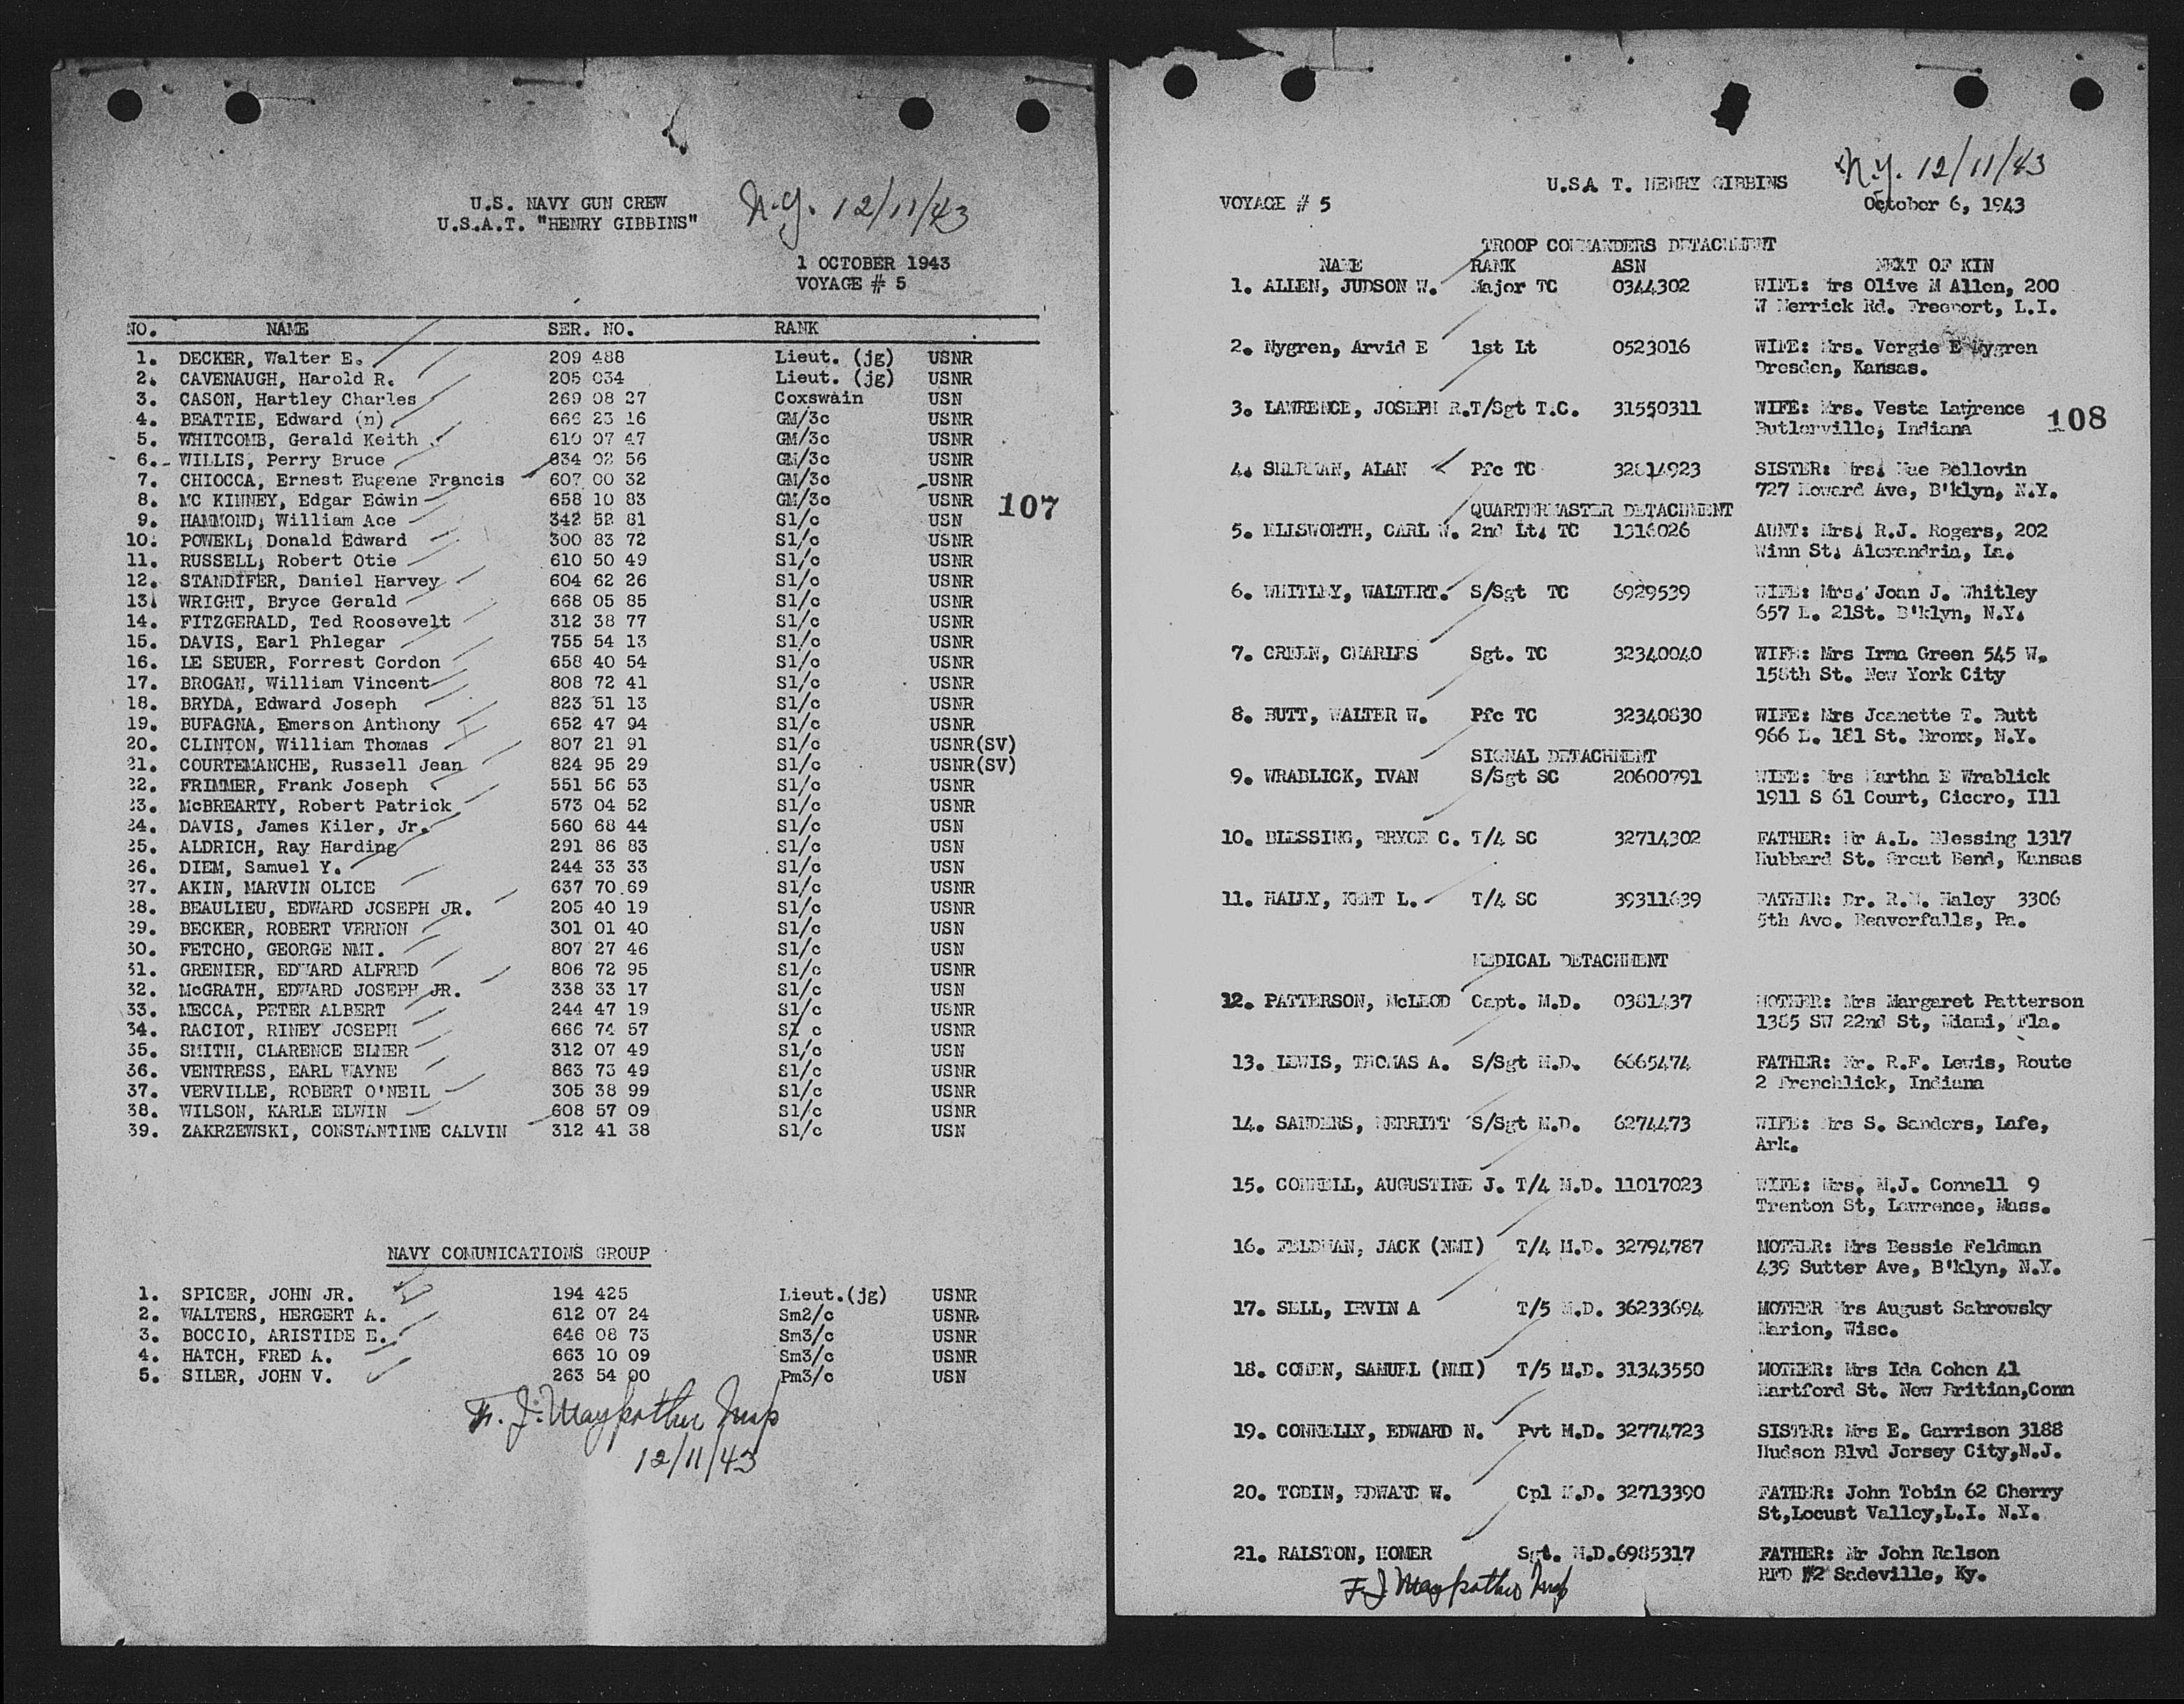 U.S. NAVY GUN CREW
U.S.A.T. "HENRY GIBBINS"
N.Y. 12/11/43
1 OCTOBER 1943
VOYAGE # 5
NO. NAME SER. NO. RANK
1. DECKER, Walter E. 209 488 Lieut. (jg) USNR
2. CAVENAUGH, Harold R. 205 034 Lieut. (jg) USNR
3. CASON, Hartley Charles 269 08 27 Coxswain USN
4. BEATTIE, Edward (n) 666 23 16 GM/3c USNR
5. WHITCOMB, Gerald Keith 610 07 47 GM/3c USNR
6. WILLIS, Perry Bruce 634 02 56 GM/3c USNR
7. CHIOCCA, Ernest Eugene Francis 607 00 32 GM/3c USNR
8. MC KINNEY, Edgar Edwin 658 10 83 GM/3c USNR
107
9. HAMMOND, William Ace 342 52 81 S1/c USN
10. POWEKL, Donald Edward 300 83 72 S1/c USNR
11. RUSSELL, Robert Otie 610 50 49 S1/c USNR
12. STANDIFER, Daniel Harvey 604 62 26 S1/c USNR
13. WRIGHT, Bryce Gerald 668 05 85 S1/c USNR
14. FITZGERALD, Ted Roosevelt 312 38 77 S1/c USNR
15. DAVIS, Earl Phlegar 755 54 13 S1/c USNR
16. LE SEUER, Forrest Gordon 658 40 54 S1/c USNR
17. BROGAN, William Vincent 808 72 41 S1/c USNR
18. BRYDA, Edward Joseph 823 51 13 S1/c USNR
19. BUFAGNA, Emerson Anthony 652 47 94 S1/c USNR
20. CLINTON, William Thomas 807 21 91 S1/c USNR(SV)
21. COURTEMANCHE, Russell Jean 824 95 29 S1/c USNR(SV)
22. FRIMMER, Frank Joseph 551 56 53 S1/c USNR
23. McBREARTY, Robert Patrick 573 04 52 S1/c USNR
24. DAVIS, James Kiler, Jr. 560 68 44 S1/c USN
25. ALDRICH, Ray Harding 291 86 83 S1/c USN
26. DIEM, Samuel Y. 244 33 33 S1/c USN
27. AKIN, MARVIN OLICE 637 70 69 S1/c USNR
28. BEAULIEU, EDWARD JOSEPH JR. 205 40 19 S1/c USNR
29. BECKER, ROBERT VERNON 301 01 40 S1/c USN
30. FETCHO, GEORGE NMI. 807 27 46 S1/c USN
31. GRENIER, EDWARD ALFRED 806 72 95 S1/c USNR
32. McGRATH, EDWARD JOSEPH JR. 338 33 17 S1/c USN
33. MECCA, PETER ALBERT 244 47 19 S1/c USNR
34. RACIOT, RINEY JOSEPH 666 74 57 S1 c USNR
35. SMITH, CLARENCE ELMER 312 07 49 S1/c USN
36. VENTRESS, EARL WAYNE 863 73 49 S1/c USNR
37. VERVILLE, ROBERT O'NEIL 305 38 99 S1/c USNR
38. WILSON, KARLE ELWIN 608 57 09 S1/c USNR
39. ZAKRZEWSKI, CONSTANTINE CALVIN 312 41 38 S1/c USN
NAVY COMUNICATIONS GROUP
1. SPICER, JOHN JR. 194 425 Lieut.(jg) USNR
2. WALTERS, HERGERT A. 612 07 24 Sm2/c USNR
3. BOCCIO, ARISTIDE E. 646 08 73 Sm3/c USNR
4. HATCH, FRED A. 663 10 09 Sm3/c USNR
5. SILER, JOHN V. 263 54 00 Pm3/c USN
F. J. Maypother Insp
12/11/43
N.Y. 12/11/43
U.S.A T. HENRY GIBBINS
VOYAGE # 5 October 6, 1943
TROOP COMMANDERS DETACHMENT
NAME RANK ASN NEXT OF KIN
1. ALLEN, JUDSON W. Major TC 0344302 WIFE: Mrs Olive M Allen, 200
W Merrick Rd. Freeport, L.I.
2. Nygren, Arvid E 1st Lt 0523016 WIFE: Mrs. Vergie E Nygren
Dresden, Kansas.
3. LAWRENCE, JOSEPH R. T/Sgt T.C. 31550311 WIFE: Mrs. Vesta Lawrence
Butlerville, Indiana
108
4. SHERMAN, ALAN Pfc TC 32814923 SISTER: Mrs. Mae Bellovin
727 Howard Ave, B'klyn, N.Y.
QUARTERMASTER DETACHMENT
5. ELLSWORTH, CARL W. 2nd Lt. TC 1316026 AUNT: Mrs. R.J. Rogers, 202
Winn St. Alexandria, La.
6. WHITLEY, WALTERT. S/Sgt TC 6929539 WIFE: Mrs. Joan J. Whitley
657 E. 21St. B'klyn, N.Y.
7. GREEN, CHARLES Sgt. TC 32340040 WIFE: Mrs Irma Green 545 W.
158th St. New York City
8. BUTT, WALTER W. Pfc TC 32340830 WIFE: Mrs Jeanette T. Butt
966 E. 181 St. Bronx, N.Y.
SIGNAL DETACHMENT
9. WRABLICK, IVAN S/Sgt SC 20600791 WIFE: Mrs Martha E Wrablick
1911 S 61 Court, Cicero, Ill
10. BLESSING, BRYCE C. T/4 SC 32714302 FATHER: Mr A.L. Blessing 1317
Hubbard St. Great Bend, Kansas
11. HALEY, KENT L. T/4 SC 39311639 FATHER: Dr. Haley 3306
5th Ave. Beaverfalls, Pa.
MEDICAL DETACHMENT
12. PATTERSON, McLEOD Capt. M.D. 0381437 MOTHER: Mrs Margaret Patterson
1385 SW 22nd St, Miami, Fla.
13. LEWIS, THOMAS A. S/Sgt M.D. 6665474 FATHER: Mr. R.F. Lewis, Route
2 Frenchlick, Indiana
14. SANDERS, MERRITT S/Sgt M.D. 6274473 WIFE: Mrs S. Sanders, Lafe,
Ark.
15. CONNELL, AUGUSTINE J. T/4 M.D. 11017023 WIFE: Mrs. M.J. Connell 9
Trenton St, Lawrence, Mass.
16. FELDMAN, JACK (NMI) T/4 M.D. 32794787 MOTHER: Mrs Bessie Feldman
439 Sutter Ave, B'klyn, N.Y.
17. SELL, IRVIN A T/5 M.D. 36233694 MOTHER Mrs August Sabrowsky
Marion, Wisc.
18. COHEN, SAMUEL (NMI) T/5 M.D. 31343550 MOTHER: Mrs Ida Cohen 41
Hartford St. New Britian,Conn
19. CONNELLY, EDWARD N. Pvt M.D. 32774723 SISTER: Mrs E. Garrison 3188
Hudson Blvd Jersey City,N.J.
20. TOBIN, EDWARD W. Cpl M.D. 32713390 FATHER: John Tobin 62 Cherry
St,Locust Valley,L.I. N.Y.
21. RALSTON, HOMER Sgt. M.D. 6985317 FATHER: Mr John Ralson
RFD #2 Sadeville, Ky.
F J Maypother Insp